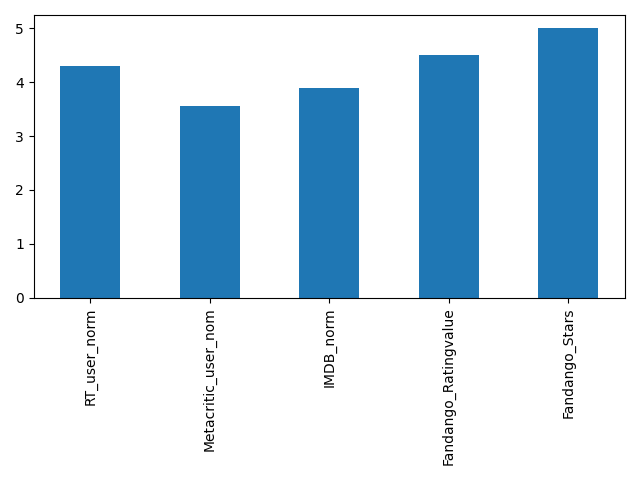 5
4
3
2
1
0
RT_user_norm
Metacritic_user_nom
IMDB_norm
Fandango_Ratingvalue
Fandango_Stars